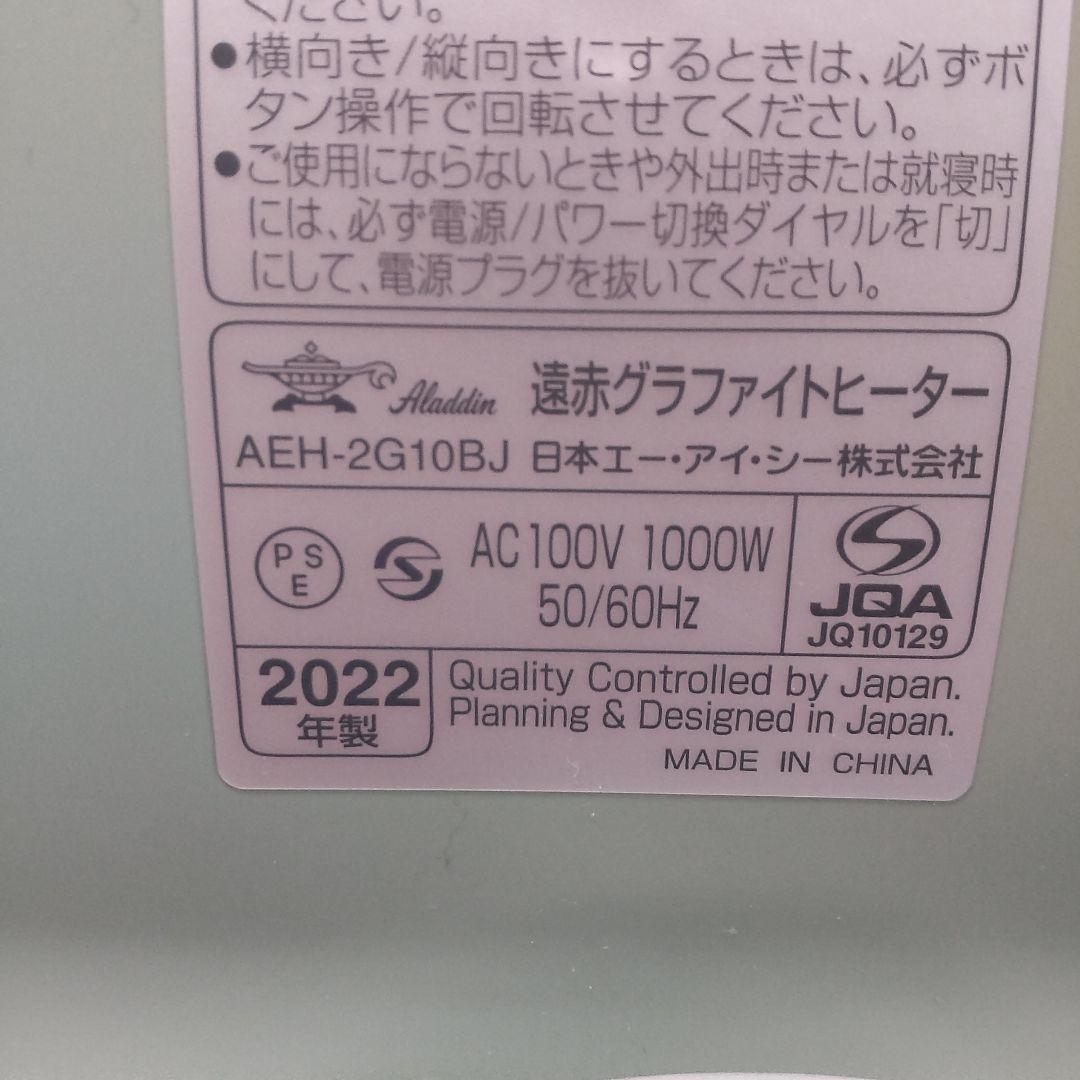 ください。
●横向き/縦向きにするときは、必ずボ
タン操作で回転させてください。
●ご使用にならないときや外出時または就寝時
には、必ず電源/パワー切換ダイヤルを「切」
にして、電源プラグを抜いてください。
Aladdin 遠赤グラファイトヒーター
AEH-2G10BJ 日本エー・アイ・シー株式会社
PSE
AC100V 1000W
50/60Hz
JQA
JQ10129
2022
年製
Quality Controlled by Japan.
Planning & Designed in Japan.
MADE IN CHINA